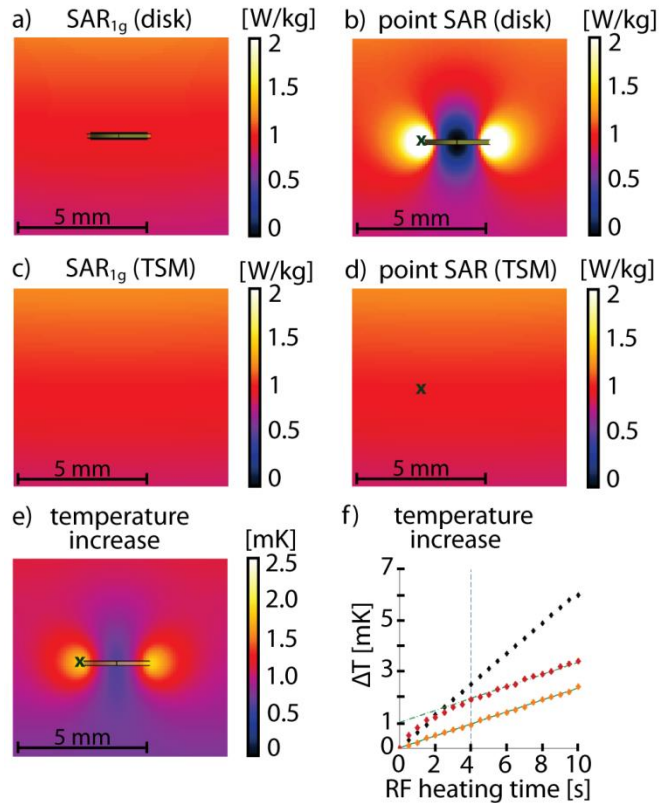 a) SAR1g (disk) [W/kg]
2
1.5
1
0.5
0
5 mm
b) point SAR (disk) [W/kg]
2
1.5
1
0.5
0
x
5 mm
c) SAR1g (TSM) [W/kg]
2
1.5
1
0.5
0
5 mm
d) point SAR (TSM) [W/kg]
2
1.5
1
0.5
0
x
5 mm
e) temperature
increase
[mK]
2.5
2.0
1.5
1.0
0.5
0
x
5 mm
f) temperature
increase
ΔT [mK]
7
6
5
3
1
0
0 2 4 6 8 10
RF heating time [s]